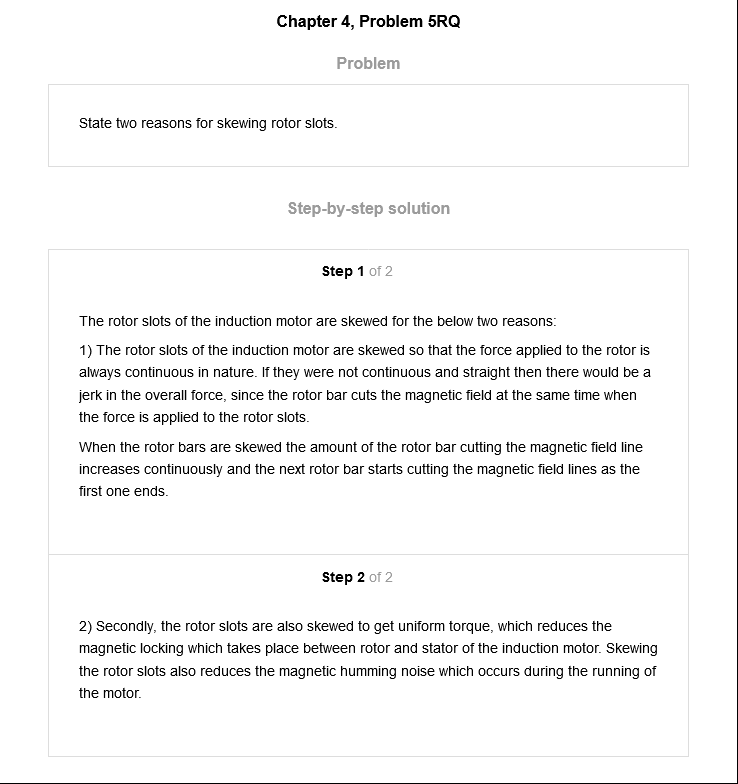 Chapter 4, Problem 5RQ
Problem
State two reasons for skewing rotor slots.
Step-by-step solution
Step 1 of 2
The rotor slots of the induction motor are skewed for the below two reasons:
1) The rotor slots of the induction motor are skewed so that the force applied to the rotor is
always continuous in nature. If they were not continuous and straight then there would be a
jerk in the overall force, since the rotor bar cuts the magnetic field at the same time when
the force is applied to the rotor slots.
When the rotor bars are skewed the amount of the rotor bar cutting the magnetic field line
increases continuously and the next rotor bar starts cutting the magnetic field lines as the
first one ends.
Step 2 of 2
2) Secondly, the rotor slots are also skewed to get uniform torque, which reduces the
magnetic locking which takes place between rotor and stator of the induction motor. Skewing
the rotor slots also reduces the magnetic humming noise which occurs during the running of
the motor.